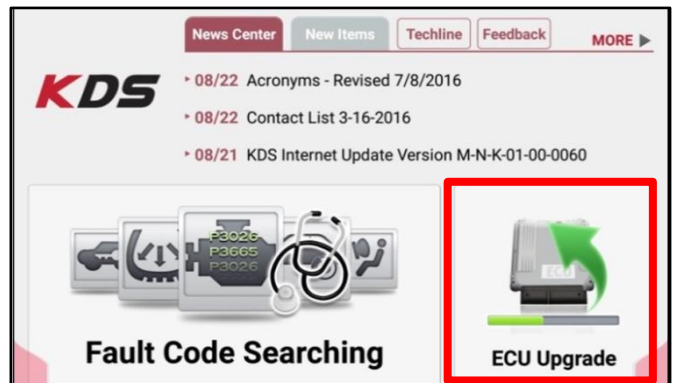 News Center New Items Techline Feedback MORE ▶
KDS
08/22 Acronyms - Revised 7/8/2016
08/22 Contact List 3-16-2016
08/21 KDS Internet Update Version M-N-K-01-00-0060
P3026
P3665
P3026
ECU
Fault Code Searching
ECU Upgrade